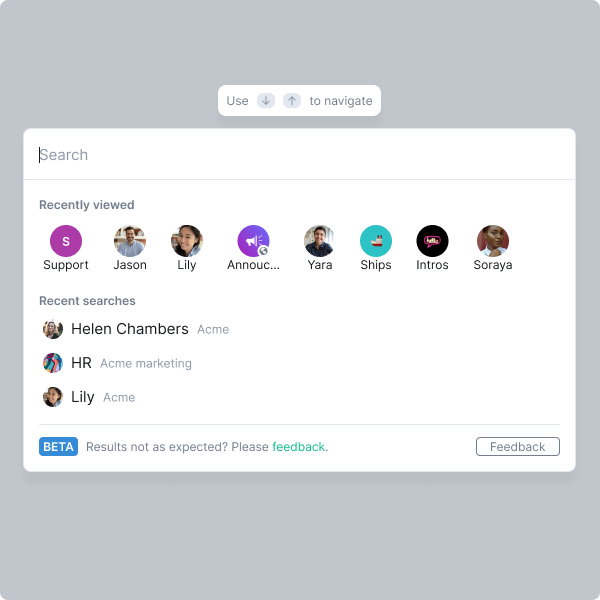 Use ↓ ↑ to navigate
Search
Recently viewed
S
Support Jason Lily Annouc... Yara Ships Intros Soraya
Recent searches
Helen Chambers Acme
HR Acme marketing
Lily Acme
BETA Results not as expected? Please feedback. Feedback